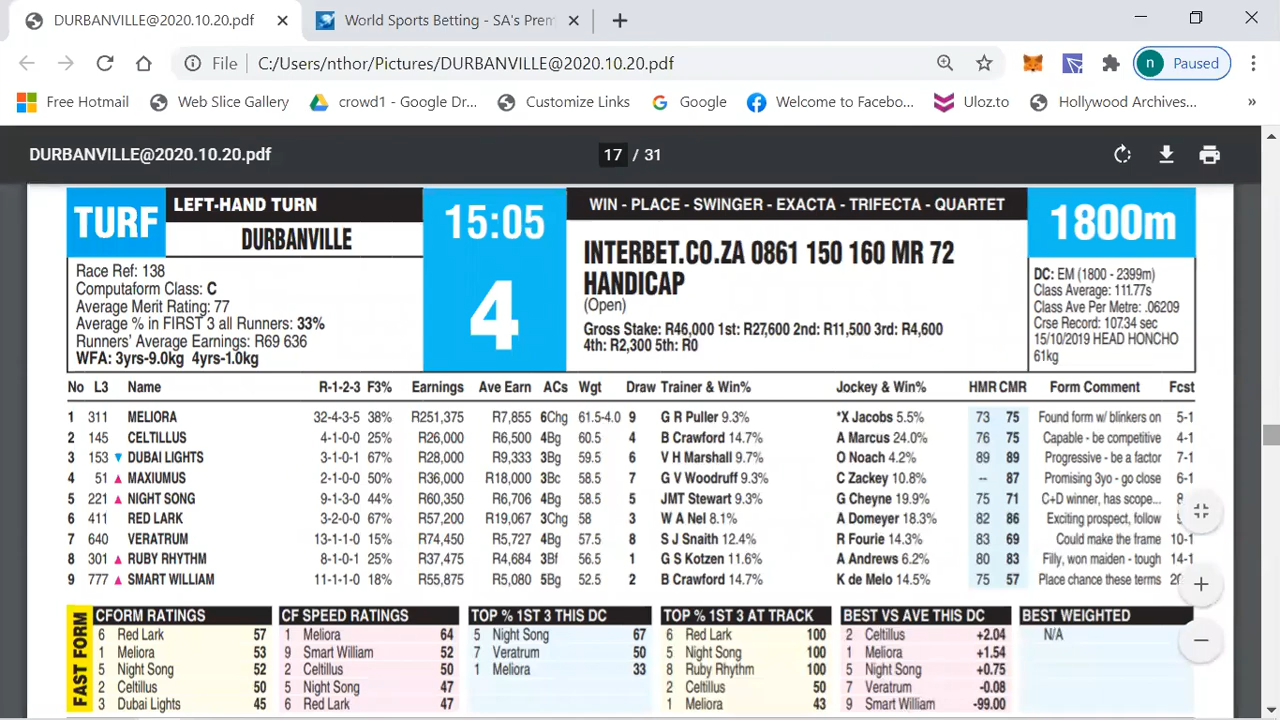 DURBANVILLE@2020.10.20.pdf
World Sports Betting - SA's Prem
File C:/Users/nthor/Pictures/DURBANVILLE@2020.10.20.pdf
n Paused
Free Hotmail Web Slice Gallery crowd1 - Google Dr... Customize Links Google Welcome to Facebo... Uloz.to Hollywood Archives... »
DURBANVILLE@2020.10.20.pdf 17 / 31
TURF LEFT-HAND TURN
DURBANVILLE
Race Ref: 138
Computaform Class: C
Average Merit Rating: 77
Average % in FIRST 3 all Runners: 33%
Runners' Average Earnings: R69 636
WFA: 3yrs-9.0kg 4yrs-1.0kg
15:05
4
WIN - PLACE - SWINGER - EXACTA - TRIFECTA - QUARTET
INTERBET.CO.ZA 0861 150 160 MR 72
HANDICAP
(Open)
Gross Stake: R46,000 1st: R27,600 2nd: R11,500 3rd: R4,600
4th: R2,300 5th: R0
1800m
DC: EM (1800 - 2399m)
Class Average: 111.77s
Class Ave Per Metre: .06209
Crse Record: 107.34 sec
15/10/2019 HEAD HONCHO
61kg
No L3 Name R-1-2-3 F3% Earnings Ave Earn ACs Wgt Draw Trainer & Win% Jockey & Win% HMR CMR Form Comment Fcst
1 311 MELIORA 32-4-3-5 38% R251,375 R7,855 6Chg 61.5-4.0 9 G R Puller 9.3% *X Jacobs 5.5% 73 75 Found form w/ blinkers on 5-1
2 145 CELTILLUS 4-1-0-0 25% R26,000 R6,500 4Bg 60.5 4 B Crawford 14.7% A Marcus 24.0% 76 75 Capable - be competitive 4-1
3 153 ▼ DUBAI LIGHTS 3-1-0-1 67% R28,000 R9,333 3Bg 59.5 6 V H Marshall 9.7% O Noach 4.2% 89 89 Progressive - be a factor 7-1
4 51 ▲ MAXIUMUS 2-1-0-0 50% R36,000 R18,000 3Bc 58.5 7 G V Woodruff 9.3% C Zackey 10.8% -- 87 Promising 3yo - go close 6-1
5 221 ▲ NIGHT SONG 9-1-3-0 44% R60,350 R6,706 4Bg 58.5 5 JMT Stewart 9.3% G Cheyne 19.9% 75 71 C+D winner, has scope...
6 411 RED LARK 3-2-0-0 67% R57,200 R19,067 3Chg 58 3 W A Nel 8.1% A Domeyer 18.3% 82 86 Exciting prospect, follow
7 640 VERATRUM 13-1-1-0 15% R74,450 R5,727 4Bg 57.5 8 S J Snaith 12.4% R Fourie 14.3% 83 69 Could make the frame 10-1
8 301 ▲ RUBY RHYTHM 8-1-0-1 25% R37,475 R4,684 3Bf 56.5 1 G S Kotzen 11.6% A Andrews 6.2% 80 83 Filly, won maiden - tough 14-1
9 777 ▲ SMART WILLIAM 11-1-1-0 18% R55,875 R5,080 5Bg 52.5 2 B Crawford 14.7% K de Melo 14.5% 75 57 Place chance these terms
FAST FORM
CFORM RATINGS
6 Red Lark 57
1 Meliora 53
5 Night Song 52
2 Celtillus 50
3 Dubai Lights 45
CF SPEED RATINGS
1 Meliora 64
9 Smart William 52
2 Celtillus 50
5 Night Song 47
6 Red Lark 47
TOP % 1ST 3 THIS DC
5 Night Song 67
7 Veratrum 50
1 Meliora 33
TOP % 1ST 3 AT TRACK
6 Red Lark 100
5 Night Song 100
8 Ruby Rhythm 100
2 Celtillus 50
1 Meliora 43
BEST VS AVE THIS DC
2 Celtillus +2.04
1 Meliora +1.54
5 Night Song +0.75
7 Veratrum -0.08
9 Smart William -99.00
BEST WEIGHTED
N/A